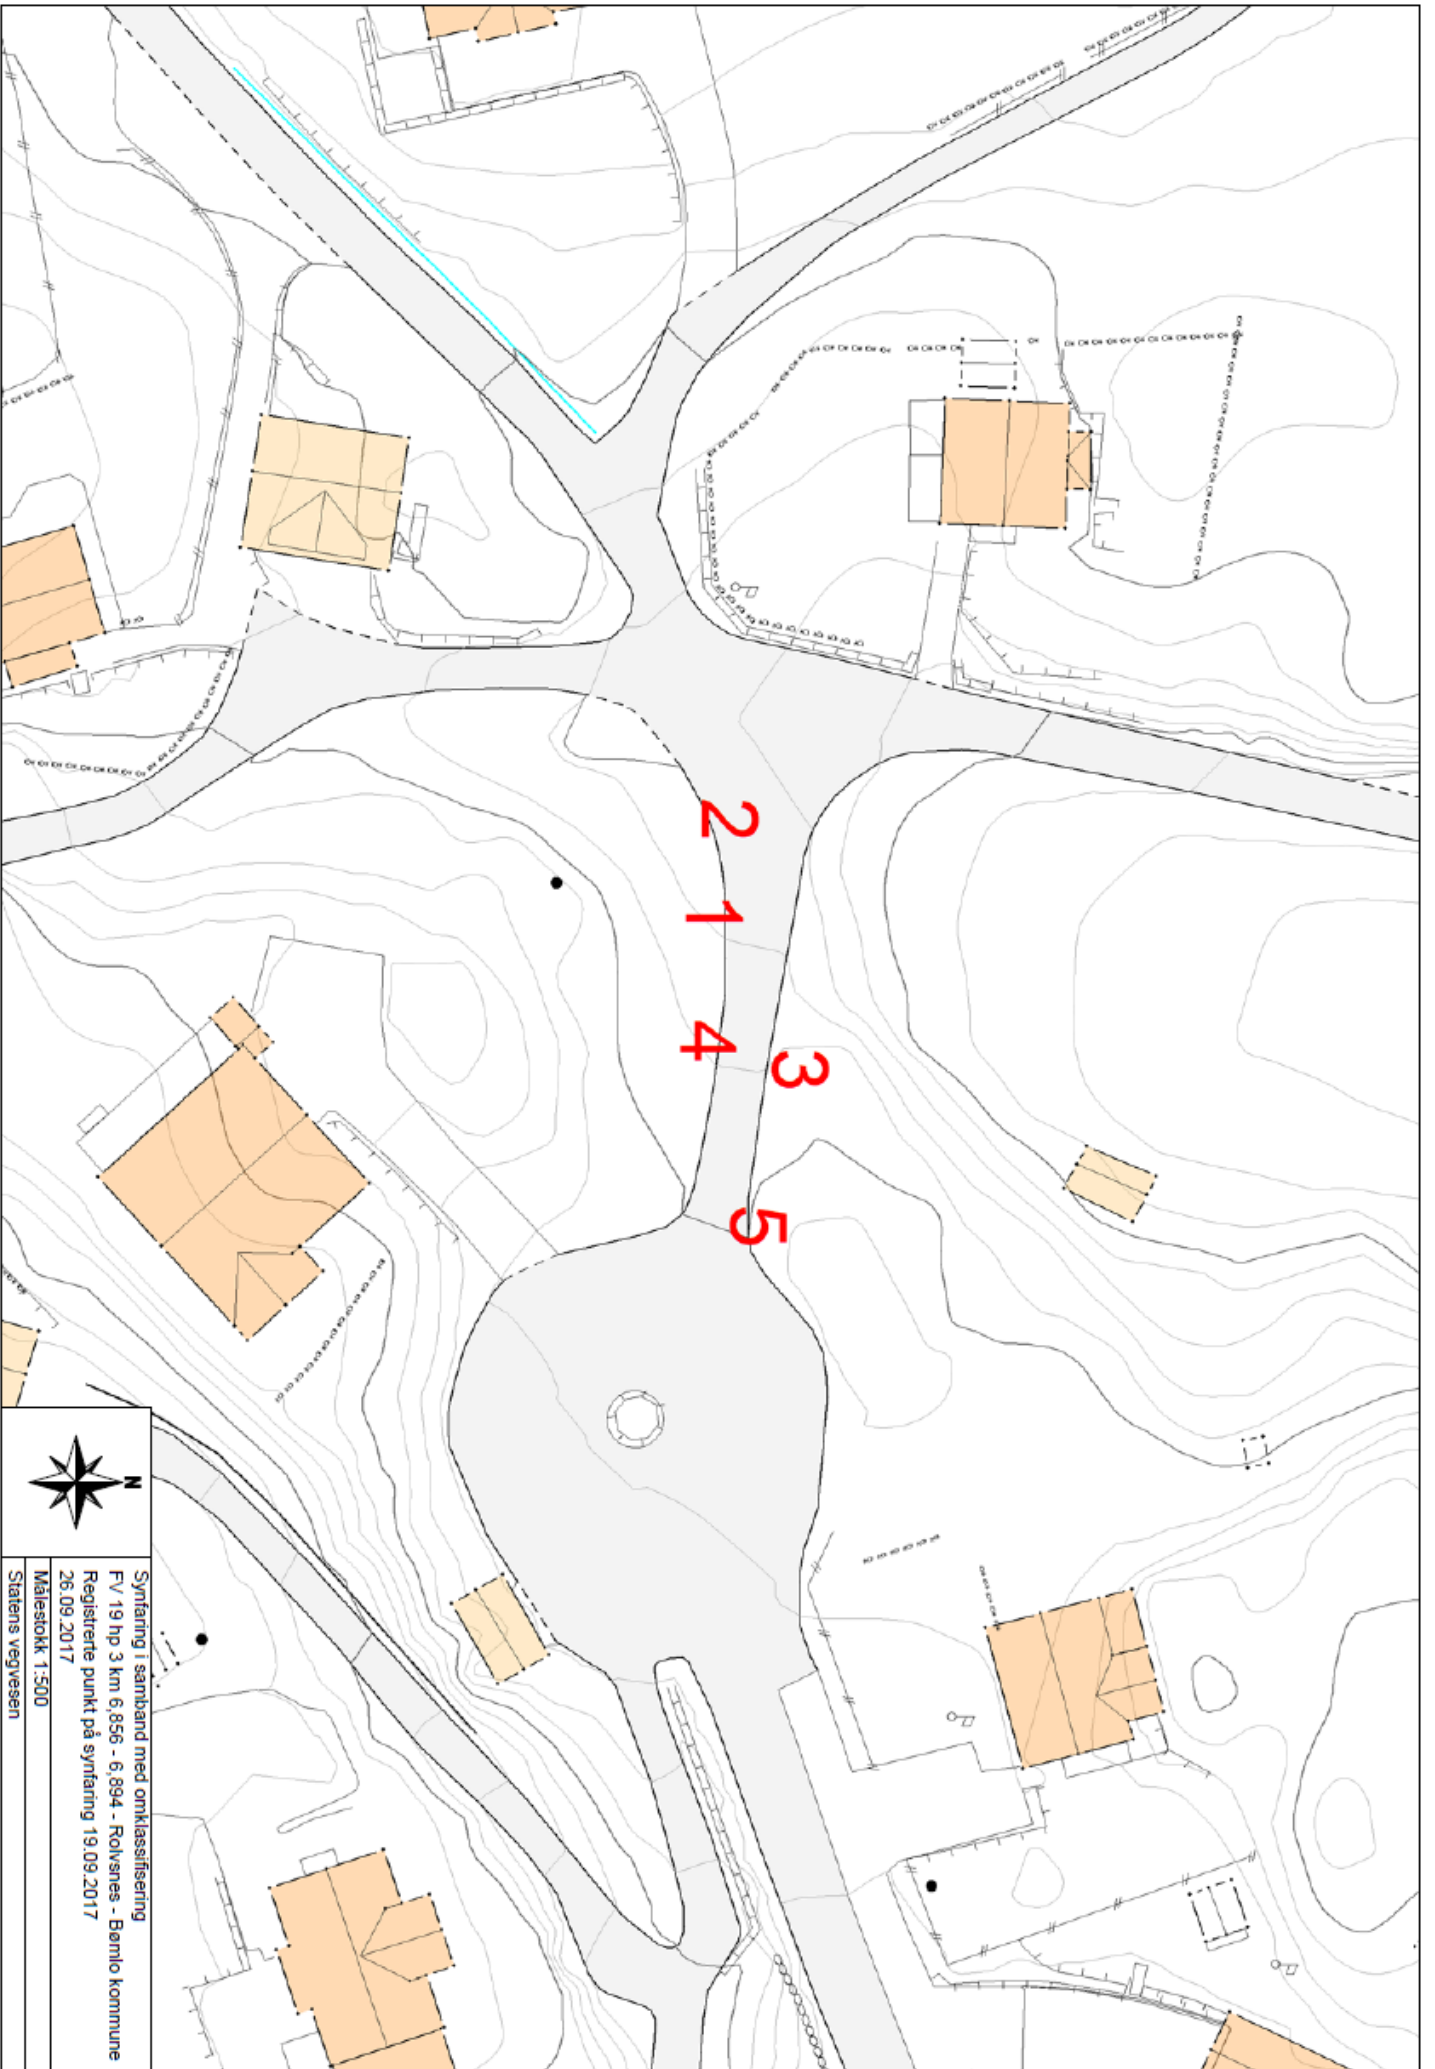 2
1
4
3
5
N
Synfaring i samband med omklassifisering
FV 19 hp 3 km 6,856 - 6,894 - Rolvsnes - Bømlo kommune
Registrerte punkt på synfaring 19.09.2017
26.09.2017
Målestokk 1:500
Statens vegvesen